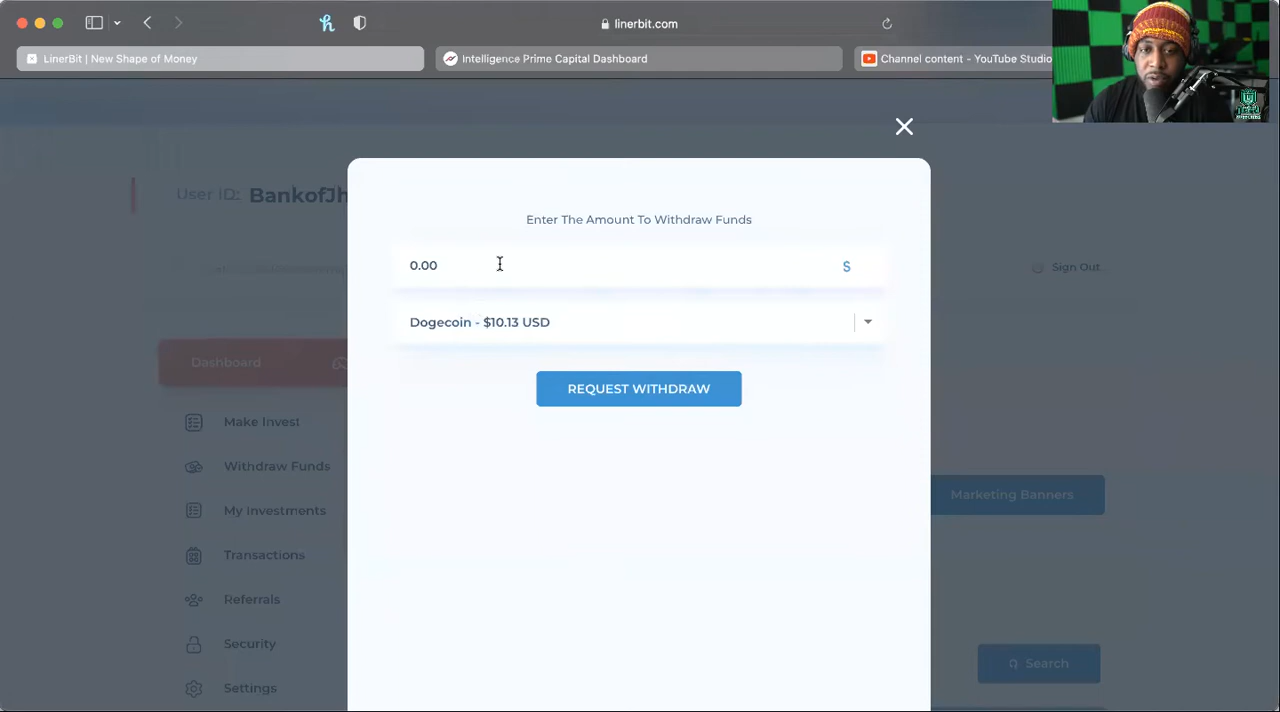 linerbit.com
LinerBit | New Shape of Money
Intelligence Prime Capital Dashboard
Channel content - YouTube Studio
Enter The Amount To Withdraw Funds
0.00 $
Dogecoin - $10.13 USD
REQUEST WITHDRAW
User ID: BankofJh
Sign Out
Dashboard
Make Invest
Withdraw Funds
My Investments
Transactions
Referrals
Security
Settings
Marketing Banners
Search